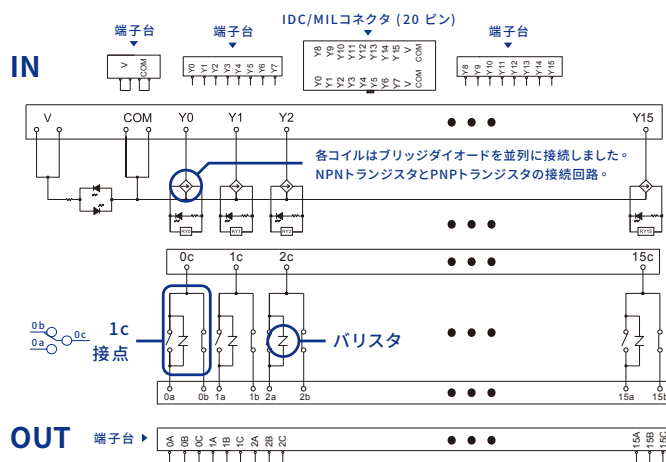 IDC/MILコネクタ (20 ピン)
端子台
端子台
端子台
IN
V
COM
Y0
Y1
Y2
Y3
Y4
Y5
Y6
Y7
Y8
Y9
Y10
Y11
Y12
Y13
Y14
Y15
V
COM
Y0
Y1
Y2
Y3
Y4
Y5
Y6
Y7
V
COM
Y8
Y9
Y10
Y11
Y12
Y13
Y14
Y15
V COM Y0 Y1 Y2 Y15
各コイルはブリッジダイオードを並列に接続しました。
NPNトランジスタとPNPトランジスタの接続回路。
RY0 RY1 RY2 RY15
0c 1c 2c 15c
0b
0a
0c
1c
接点
バリスタ
0a 0b 1a 1b 2a 2b 15a 15b
OUT
端子台
0A
0B
0C
1A
1B
1C
2A
2B
2C
15A
15B
15C